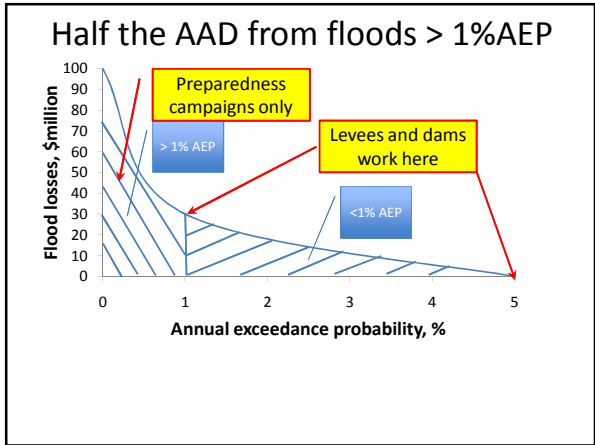 Half the AAD from floods > 1%AEP
100
90
80
70
60
50
40
30
20
10
0
Flood losses, $million
Preparedness
campaigns only
> 1% AEP
Levees and dams
work here
<1% AEP
0 1 2 3 4 5
Annual exceedance probability, %